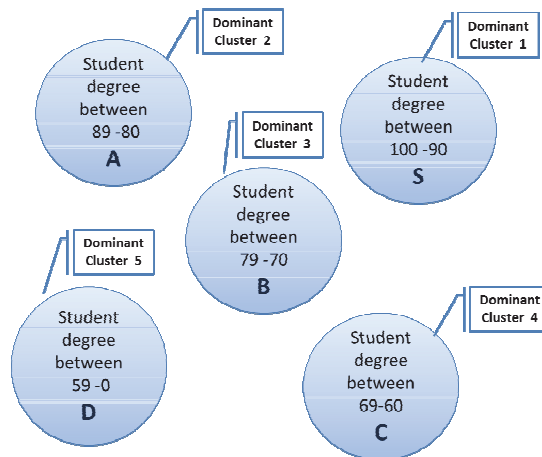 Dominant
Cluster 2
Student
degree
between
89 -80
A
Dominant
Cluster 1
Student
degree
between
100 -90
S
Dominant
Cluster 3
Student
degree
between
79 -70
B
Dominant
Cluster 5
Student
degree
between
59 -0
D
Dominant
Cluster 4
Student
degree
between
69-60
C